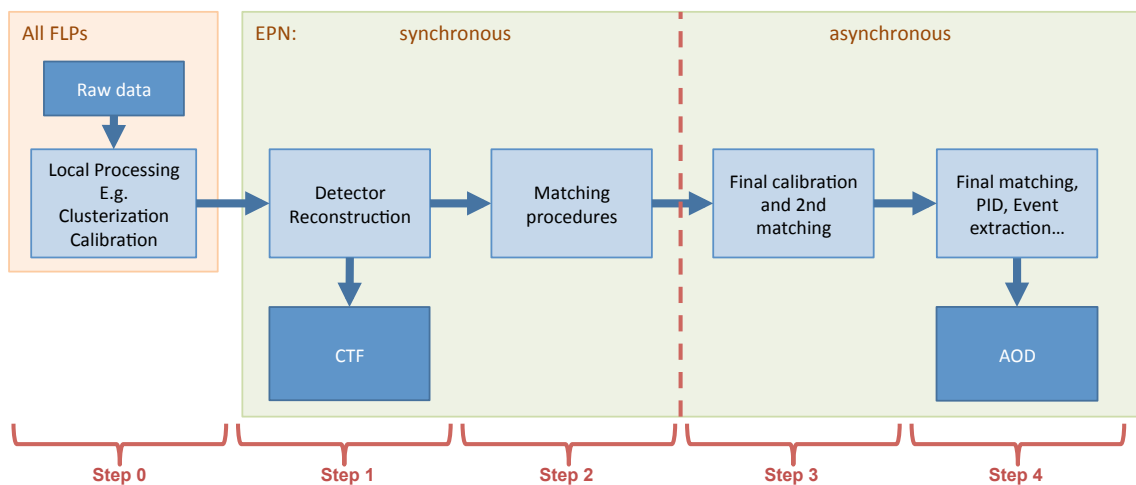 All FLPs
Raw data
Local Processing
E.g.
Clusterization
Calibration
EPN:
synchronous
asynchronous
Detector
Reconstruction
Matching
procedures
Final calibration
and 2nd
matching
Final matching,
PID, Event
extraction...
CTF
AOD
Step 0
Step 1
Step 2
Step 3
Step 4